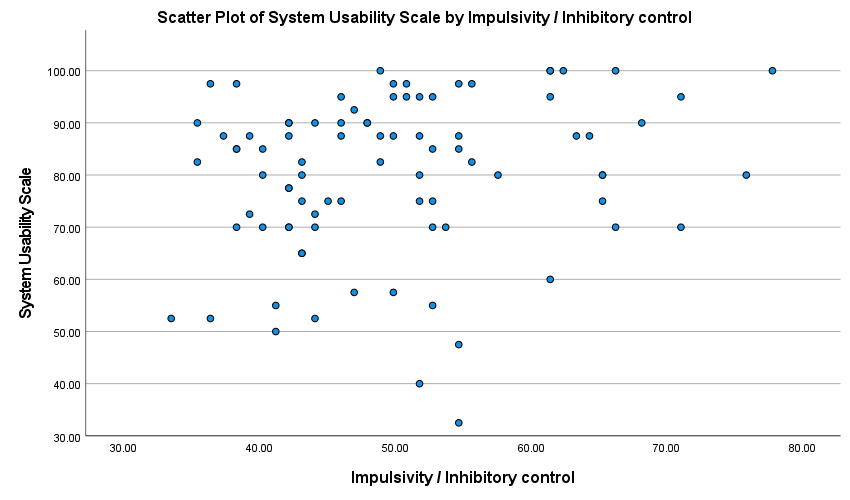 Scatter Plot of System Usability Scale by Impulsivity / Inhibitory control
System Usability Scale
100.00
90.00
80.00
70.00
60.00
50.00
40.00
30.00
30.00 40.00 50.00 60.00 70.00 80.00
Impulsivity / Inhibitory control